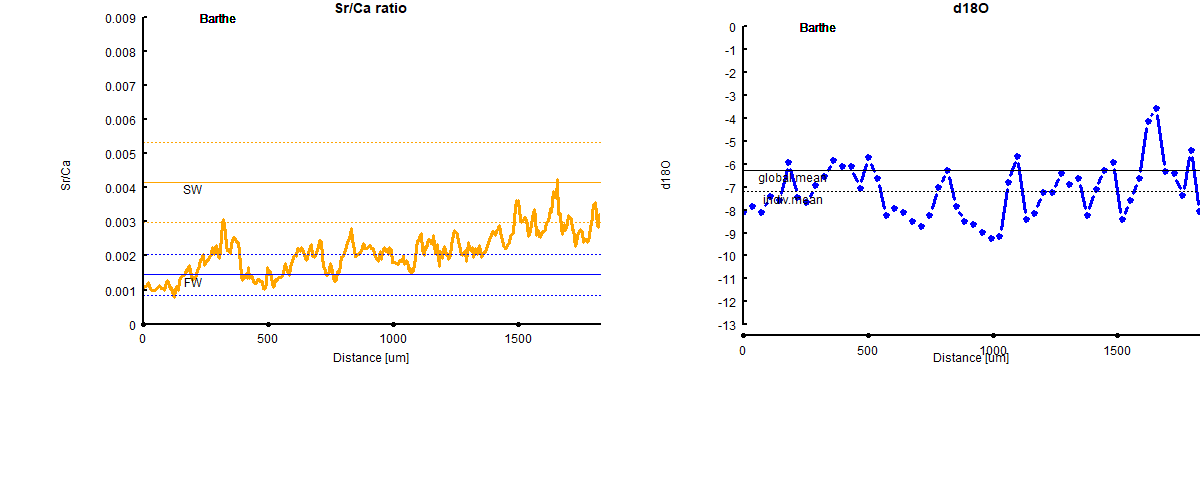 Sr/Ca ratio
Barthe
0.009
0.008
0.007
0.006
0.005
0.004
0.003
0.002
0.001
0
Sr/Ca
SW
FW
0
500
1000
1500
Distance [um]
d18O
Barthe
0
-1
-2
-3
-4
-5
-6
-7
-8
-9
-10
-11
-12
-13
d18O
global.mean
indiv.mean
0
500
1000
1500
Distance [um]